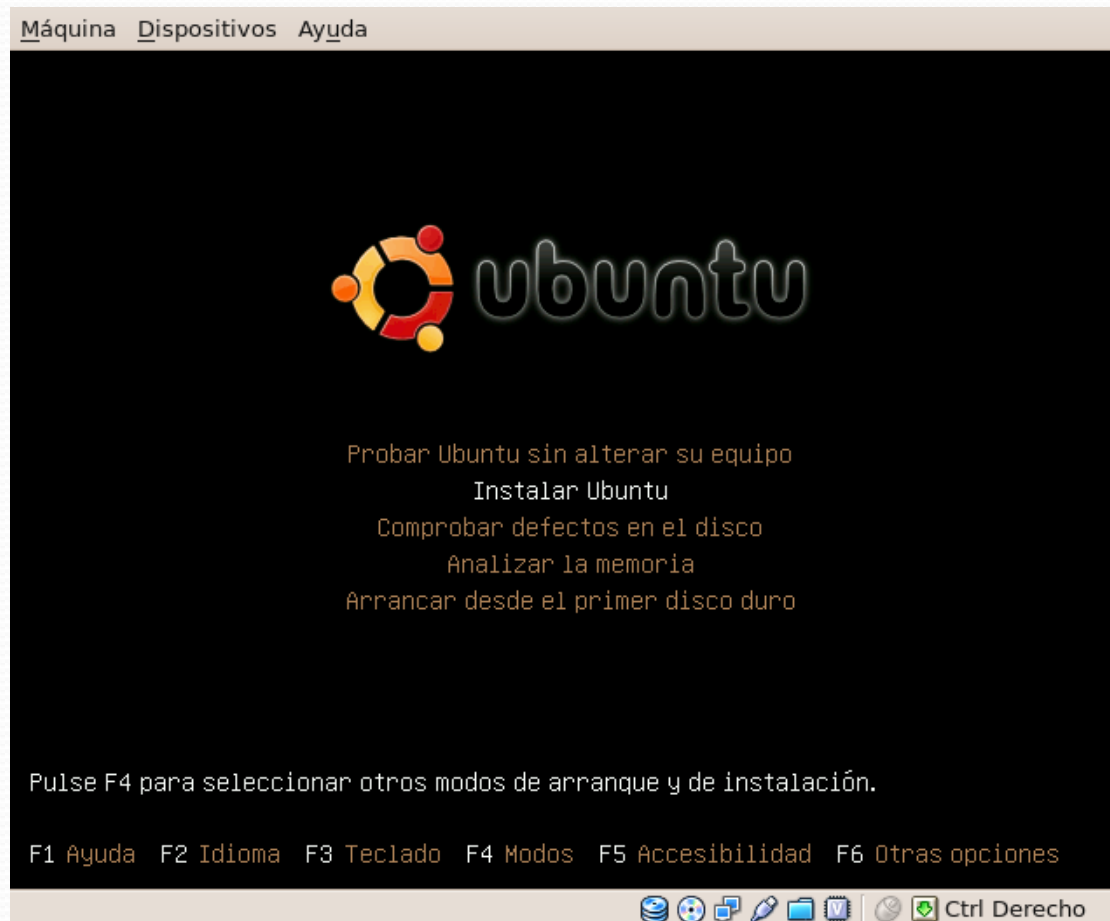 Máquina Dispositivos Ayuda
ubuntu
Probar Ubuntu sin alterar su equipo
Instalar Ubuntu
Comprobar defectos en el disco
Analizar la memoria
Arrancar desde el primer disco duro
Pulse F4 para seleccionar otros modos de arranque y de instalación.
F1 Ayuda F2 Idioma F3 Teclado F4 Modos F5 Accesibilidad F6 Otras opciones
V Ctrl Derecho